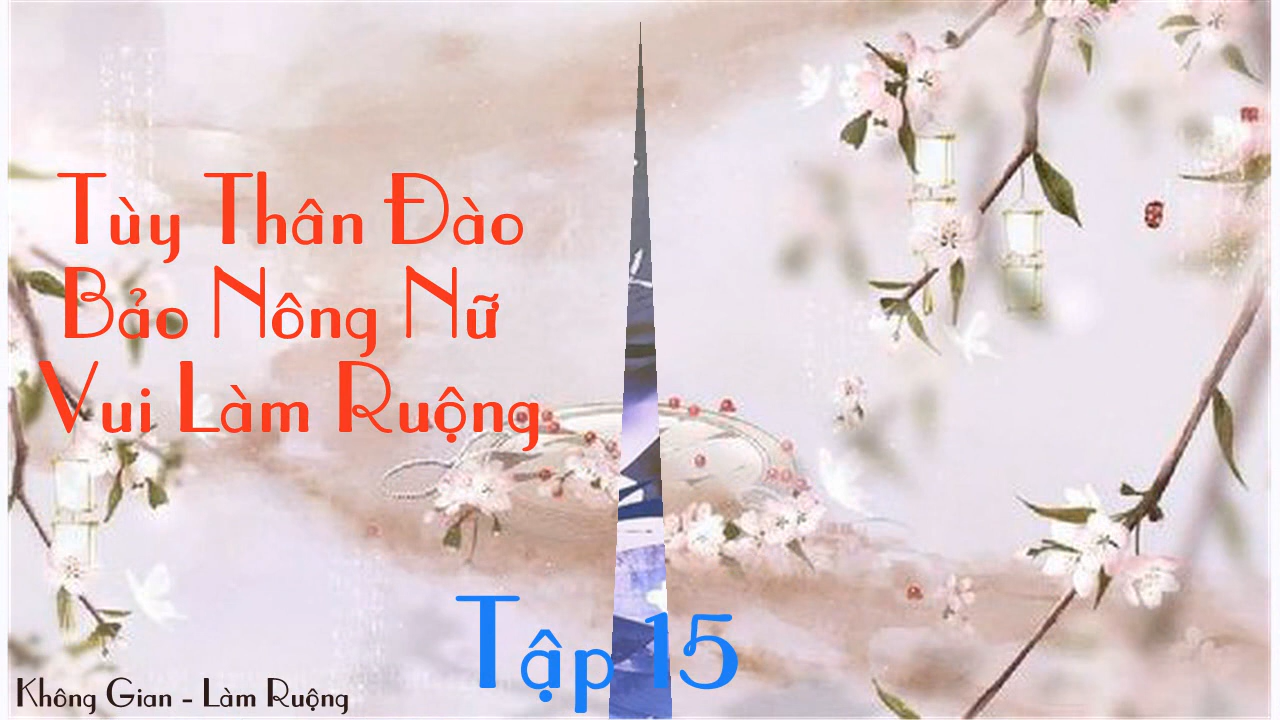 Tùy Thân Đào
Bảo Nông Nữ
Vui Làm Ruộng
Tập 15
Không Gian - Làm Ruộng